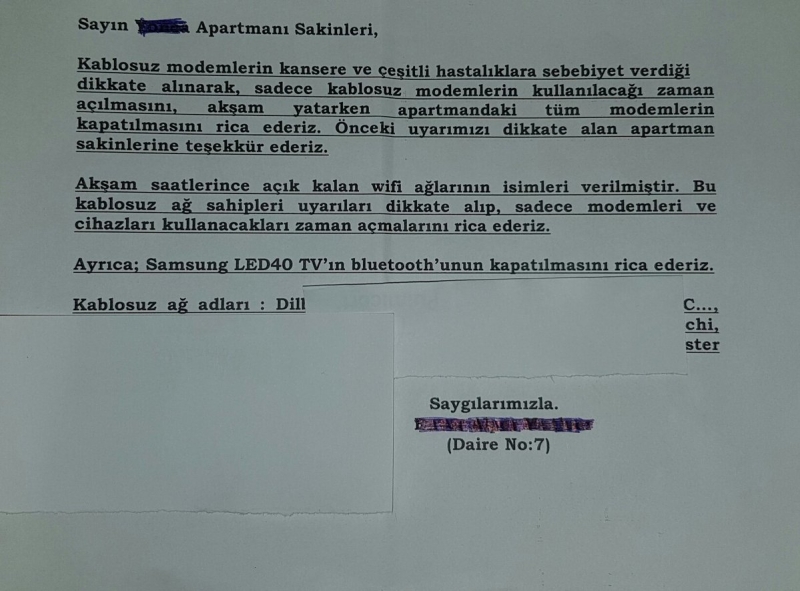 Sayın Apartmanı Sakinleri,
Kablosuz modemlerin kansere ve çeşitli hastalıklara sebebiyet verdiği
dikkate alınarak, sadece kablosuz modemlerin kullanılacağı zaman
açılmasını, akşam yatarken apartmandaki tüm modemlerin
kapatılmasını rica ederiz. Önceki uyarımızı dikkate alan apartman
sakinlerine teşekkür ederiz.
Akşam saatlerince açık kalan wifi ağlarının isimleri verilmiştir. Bu
kablosuz ağ sahipleri uyarıları dikkate alıp, sadece modemleri ve
cihazları kullanacakları zaman açmalarını rica ederiz.
Ayrıca; Samsung LED40 TV'ın bluetooth'unun kapatılmasını rica ederiz.
Kablosuz ağ adları : Dill C...,
chi,
ster
Saygılarımızla.
(Daire No:7)